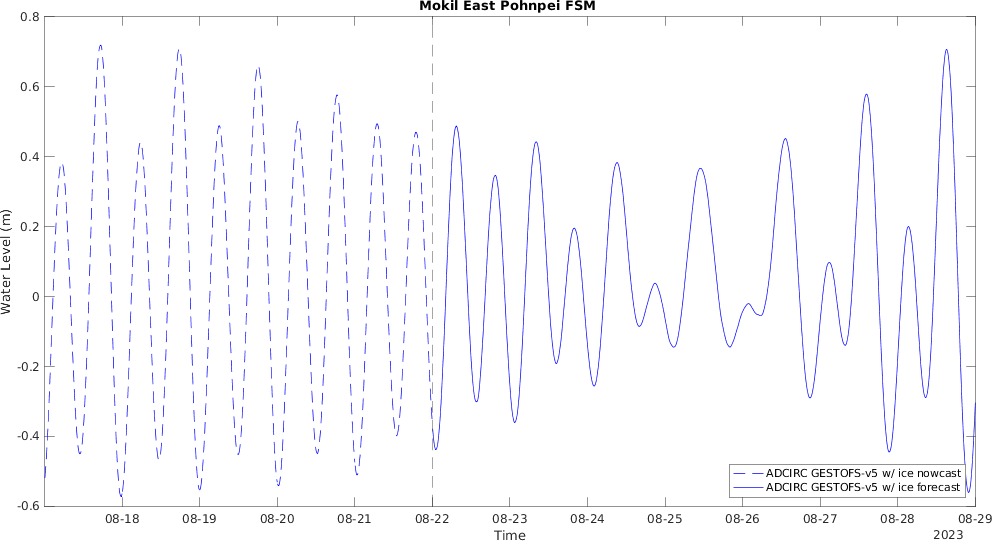 Mokil East Pohnpei FSM
Water Level (m)
0.8
0.6
0.4
0.2
0
-0.2
-0.4
-0.6
ADCIRC GESTOFS-v5 w/ ice nowcast
ADCIRC GESTOFS-v5 w/ ice forecast
08-18 08-19 08-20 08-21 08-22 08-23 08-24 08-25 08-26 08-27 08-28 08-29
Time
2023